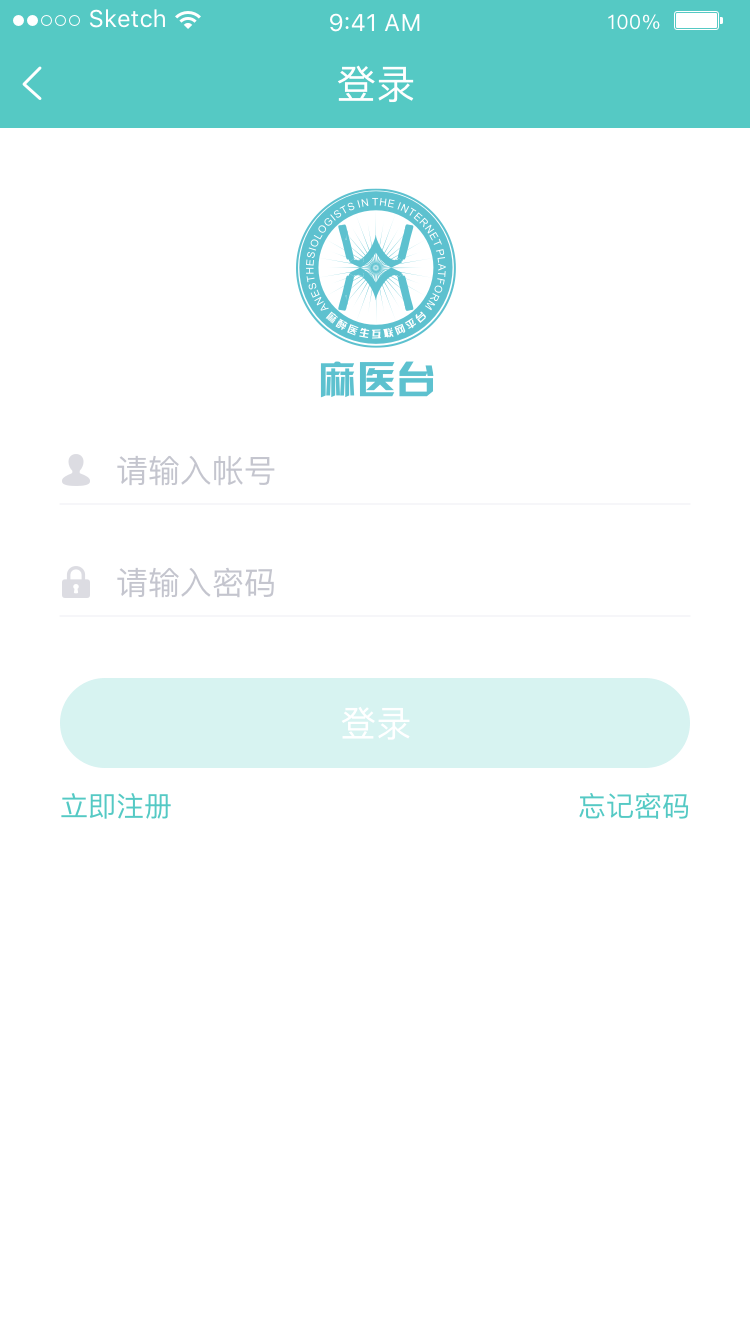 Sketch 9:41 AM 100%
登录
ANESTHESIOLOGISTS IN THE INTERNET PLATFORM
普麻医生互联网平台
麻医台
请输入帐号
请输入密码
登录
立即注册 忘记密码